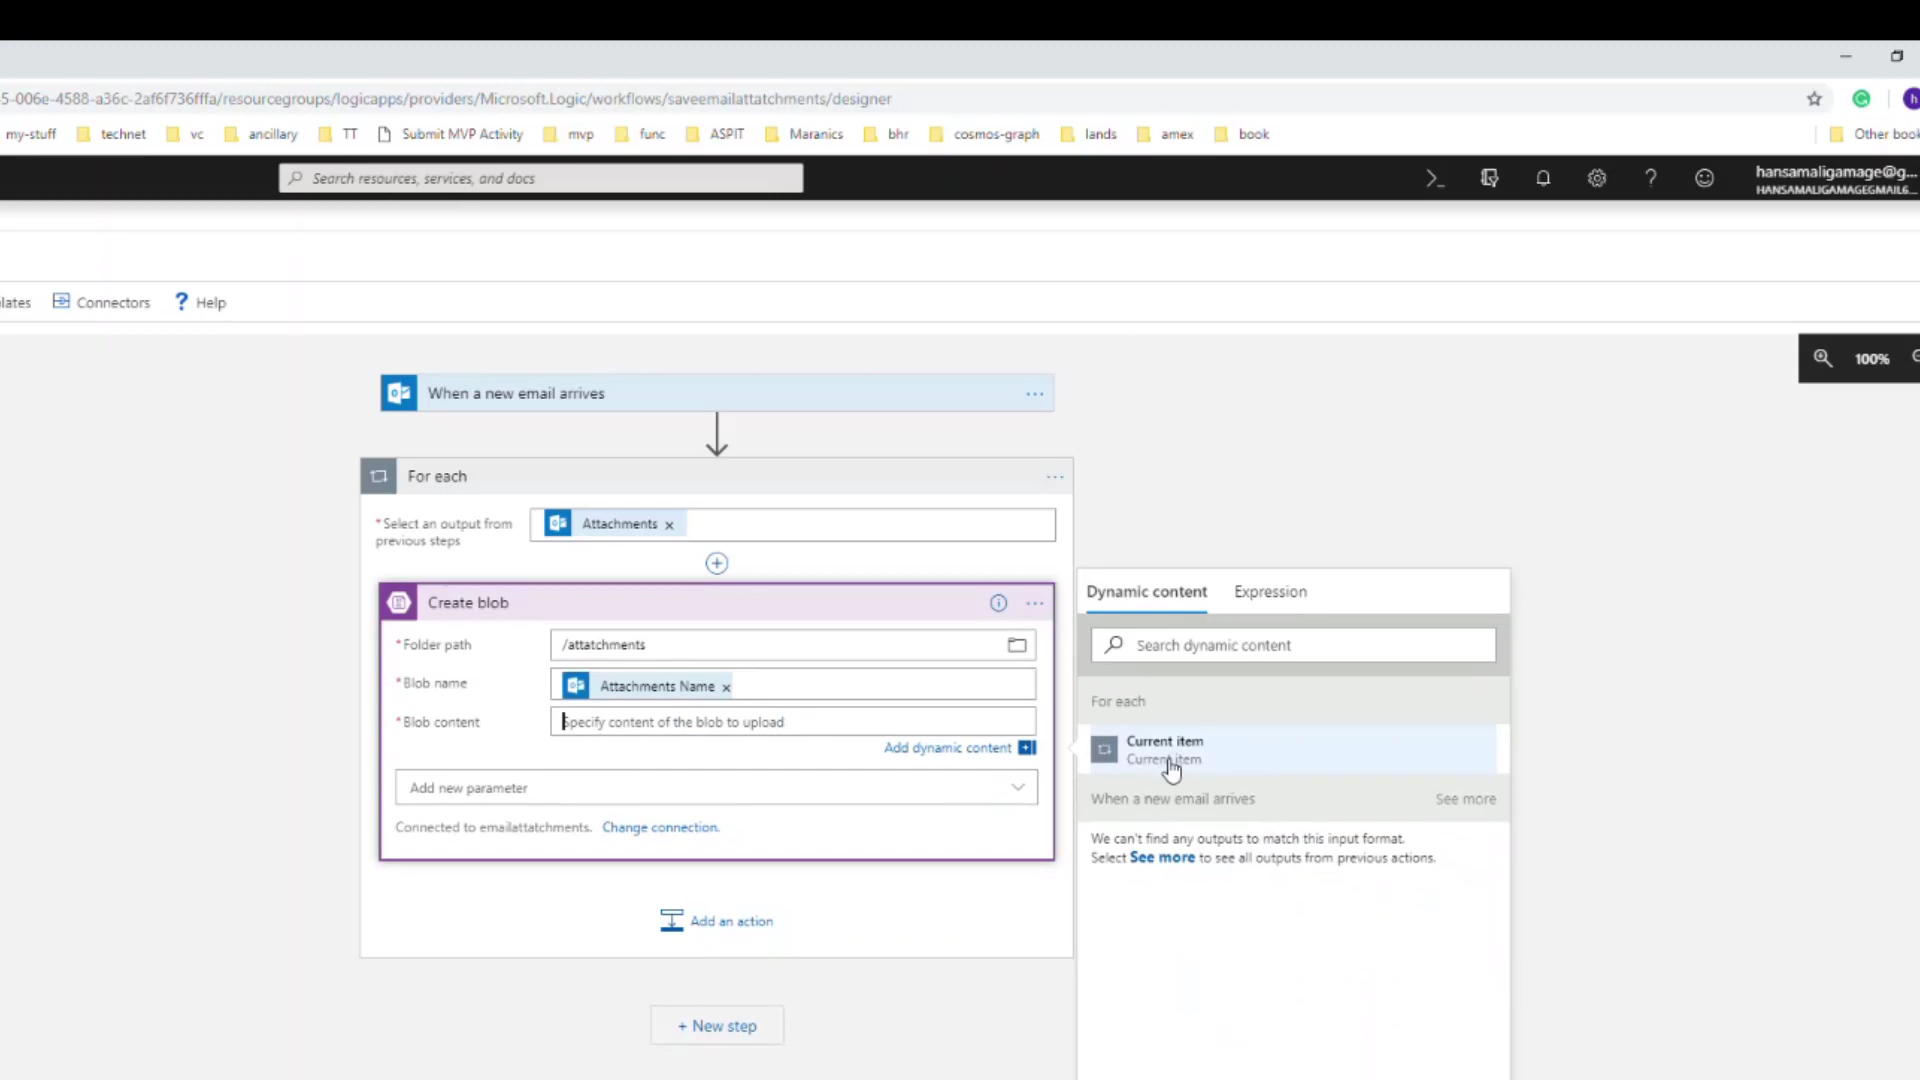 5-006e-4588-a36c-2af6f736fffa/resourcegroups/logicapps/providers/Microsoft.Logic/workflows/saveemailattatchments/designer
h
my-stuff technet vc ancillary TT Submit MVP Activity mvp func ASPIT Maranics bhr cosmos-graph lands amex book Other book
Search resources, services, and docs
hansamaligamage@g...
HANSAMALIGAMAGEGMAIL6...
lates Connectors ? Help
100%
When a new email arrives
For each
*Select an output from
previous steps
Attachments x
Create blob
*Folder path /attatchments
*Blob name Attachments Name x
*Blob content Specify content of the blob to upload
Add dynamic content
Add new parameter
Connected to emailattatchments. Change connection.
Add an action
+ New step
Dynamic content Expression
Search dynamic content
For each
Current item
Current item
When a new email arrives See more
We can't find any outputs to match this input format.
Select See more to see all outputs from previous actions.